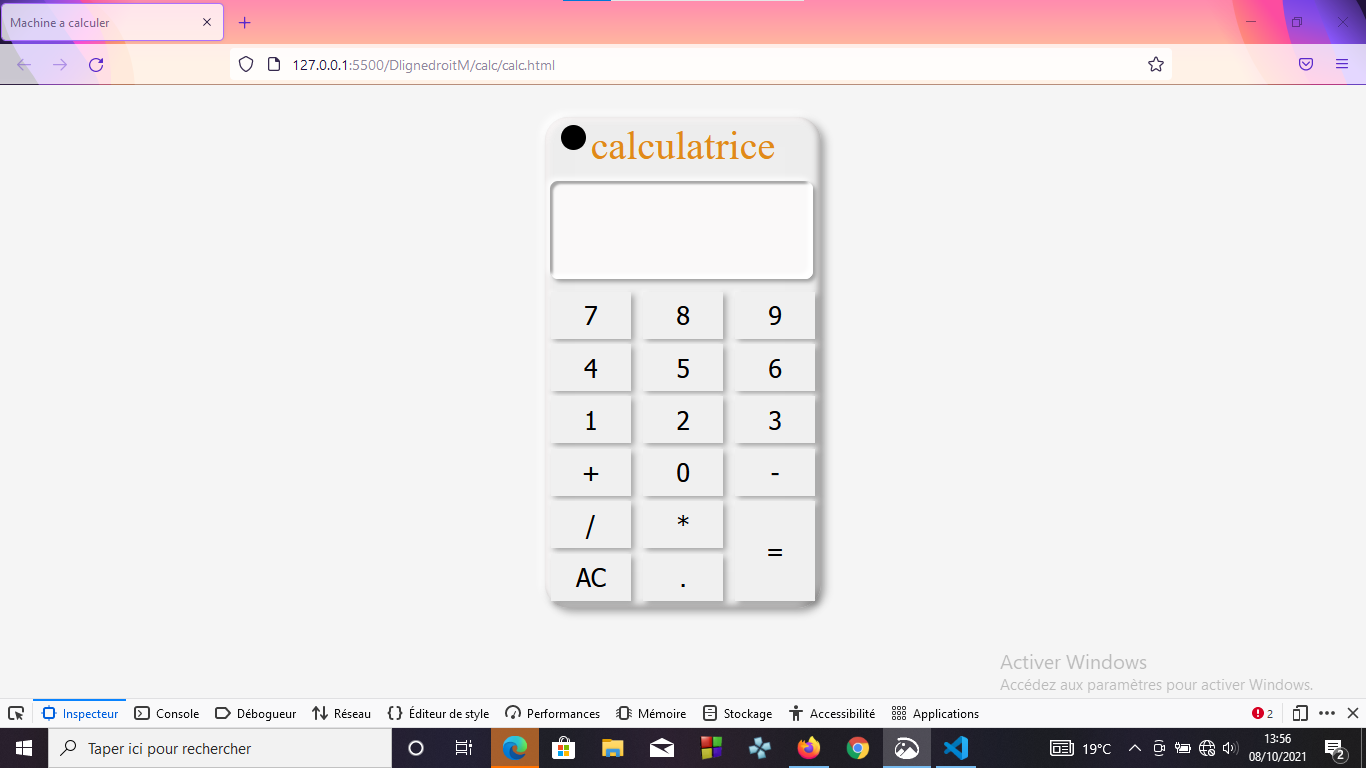 Machine a calculer
127.0.0.1:5500/DlignedroitM/calc/calc.html
calculatrice
7 8 9
4 5 6
1 2 3
+ 0 -
/ *
=
AC .
Activer Windows
Accédez aux paramètres pour activer Windows.
Inspecteur Console Débogueur Réseau Éditeur de style Performances Mémoire Stockage Accessibilité Applications 2
Taper ici pour rechercher
19°C
13:56
08/10/2021
2